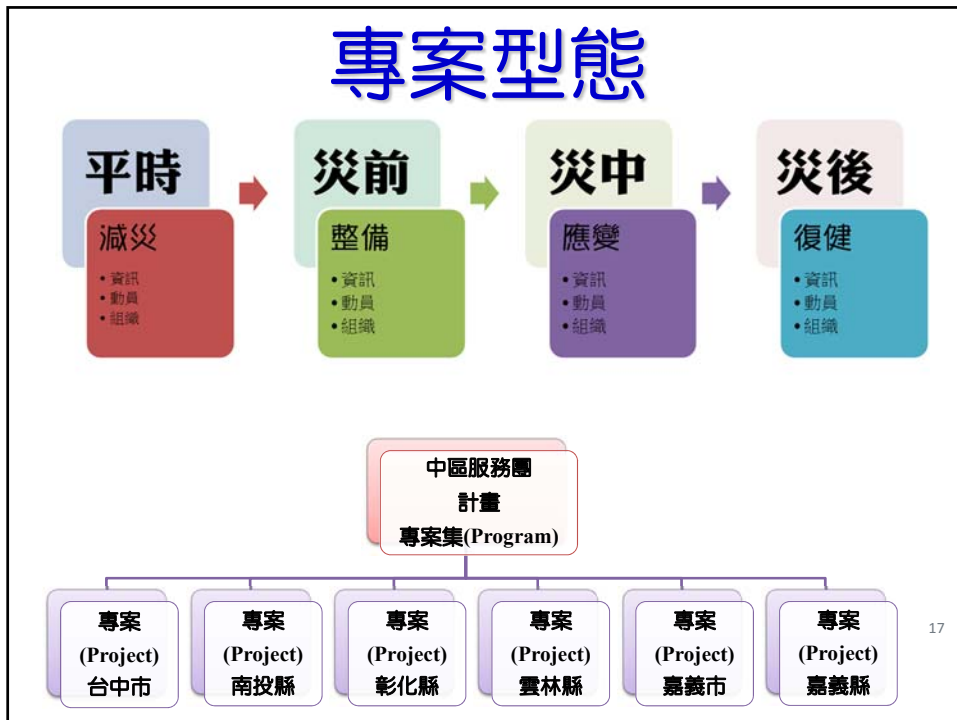 專案型態
平時
減災
• 資訊
• 動員
• 組織
災前
整備
• 資訊
• 動員
• 組織
災中
應變
• 資訊
• 動員
• 組織
災後
復健
• 資訊
• 動員
• 組織
中區服務團
計畫
專案集(Program)
專案
(Project)
台中市
專案
(Project)
南投縣
專案
(Project)
彰化縣
專案
(Project)
雲林縣
專案
(Project)
嘉義市
專案
(Project)
嘉義縣
17